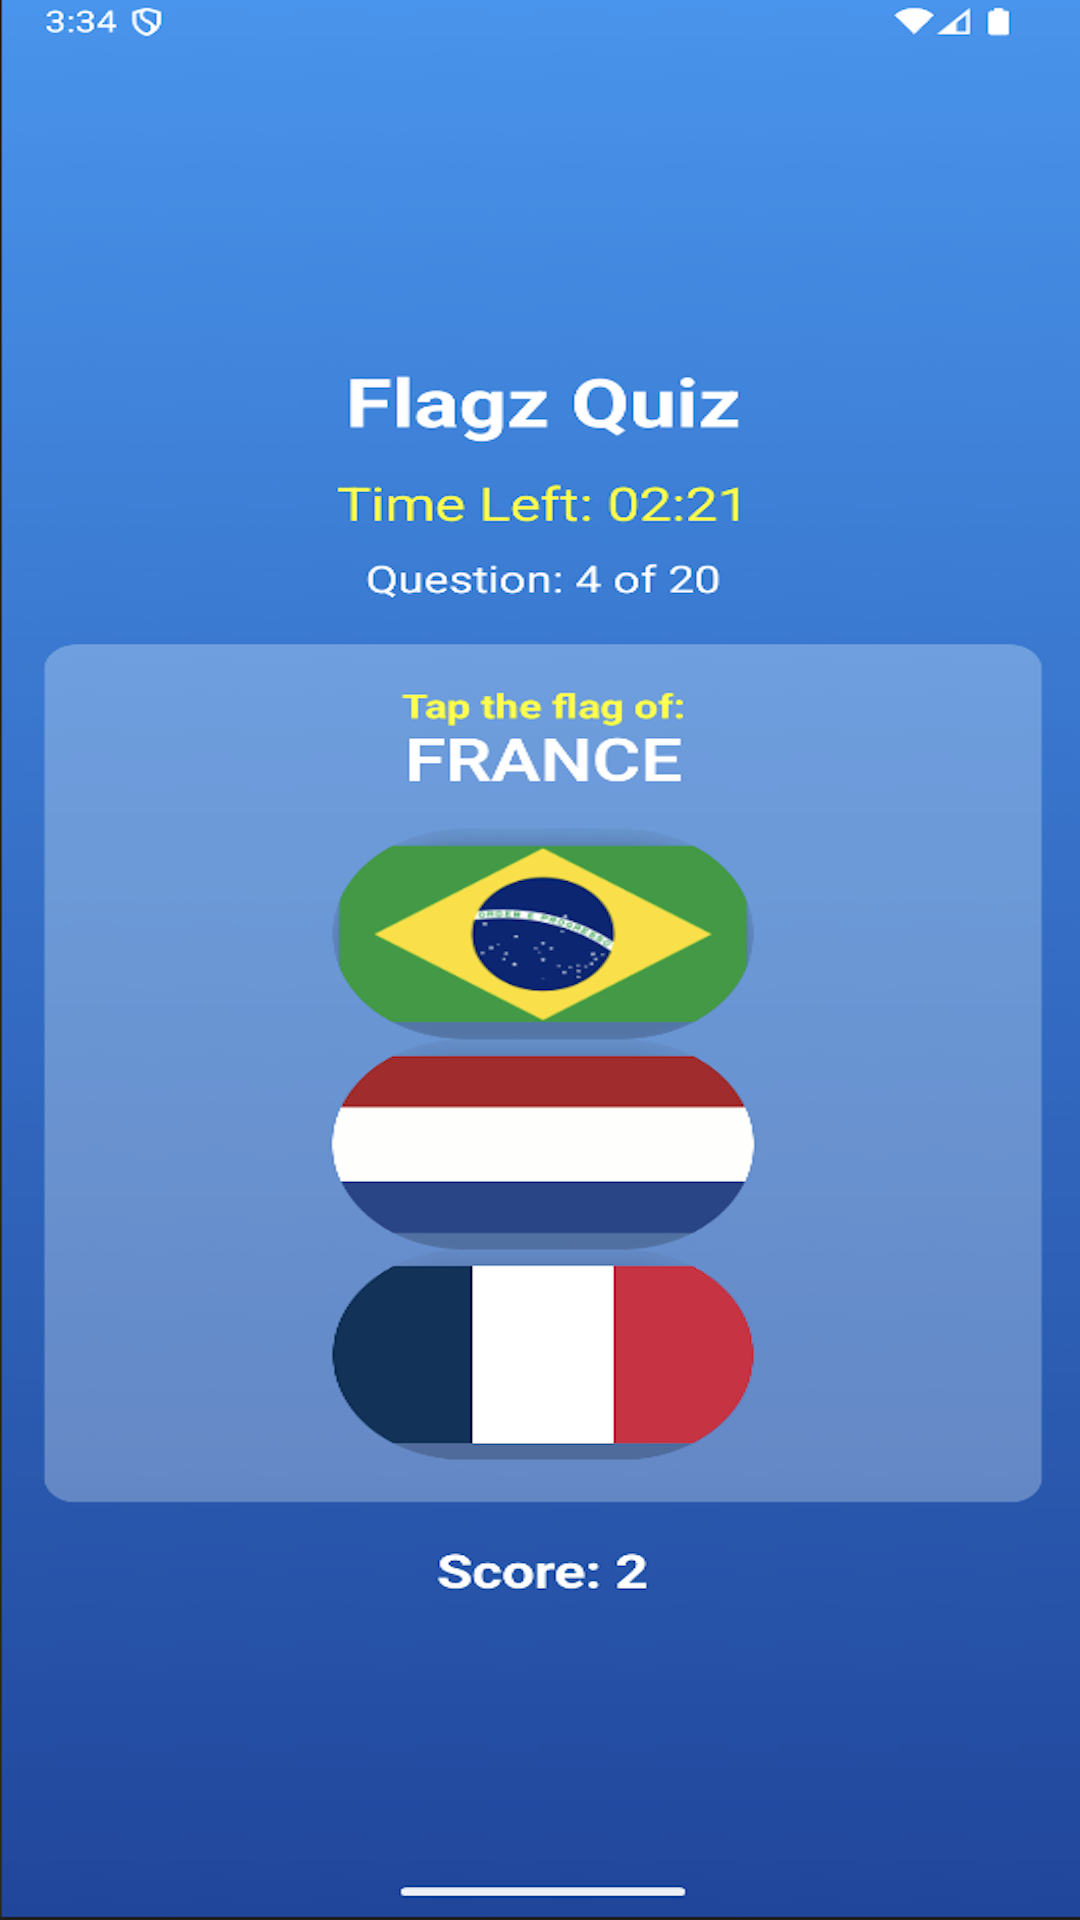 3:34
Flagz Quiz
Time Left: 02:21
Question: 4 of 20
Tap the flag of:
FRANCE
ORDEM E PROGRESSO
Score: 2